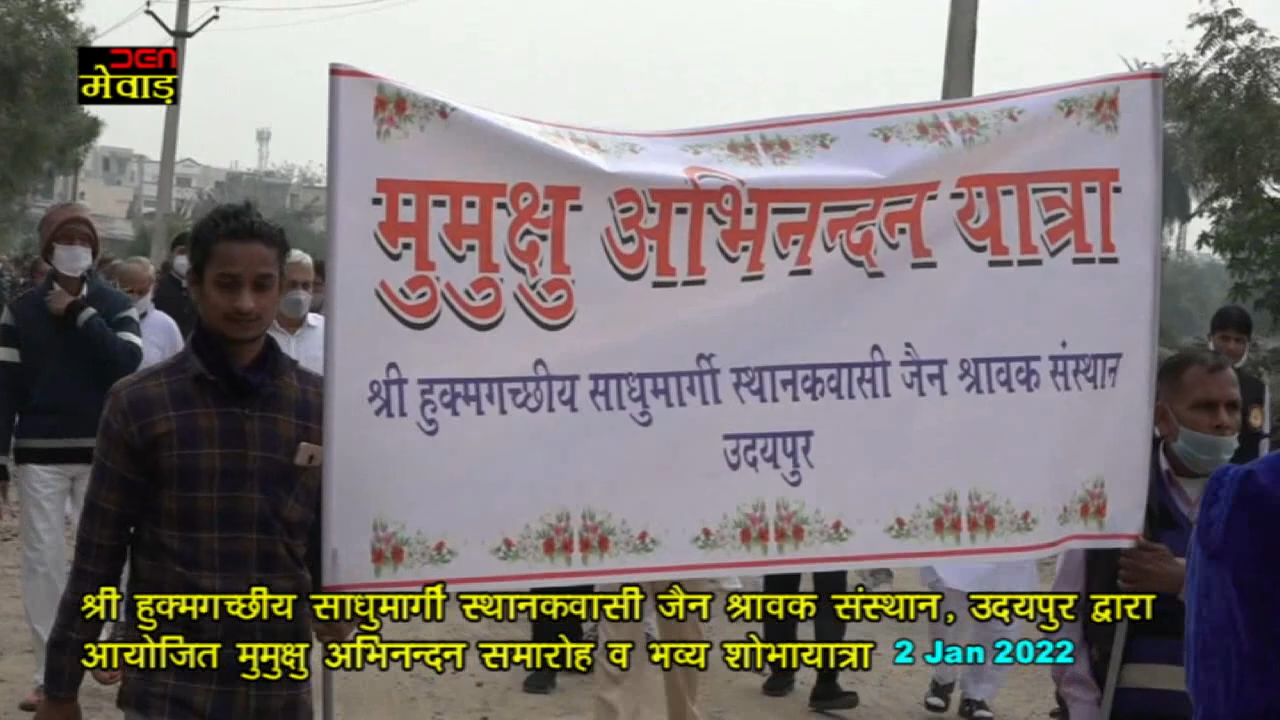 DEN
मेवाड़
मुमुक्षु अभिनन्दन यात्रा
श्री हुक्मगच्छीय साधुमार्गी स्थानकवासी जैन श्रावक संस्थान
उदयपुर
श्री हुक्मगच्छीय साधुमार्गी स्थानकवासी जैन श्रावक संस्थान, उदयपुर द्वारा
आयोजित मुमुक्षु अभिनन्दन समारोह व भव्य शोभायात्रा 2 Jan 2022